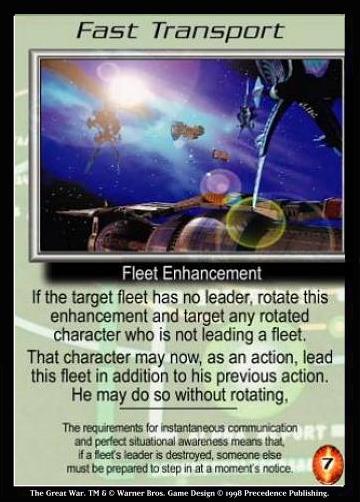 Fast Transport
Fleet Enhancement
If the target fleet has no leader, rotate this
enhancement and target any rotated
character who is not leading a fleet.
That character may now, as an action, lead
this fleet in addition to his previous action.
He may do so without rotating,
The requirements for instantaneous communication
and perfect situational awareness means that,
if a fleet's leader is destroyed, someone else
must be prepared to step in at a moment's notice.
7
The Great War. TM & © Warner Bros. Game Design © 1998 Precedence Publishing.